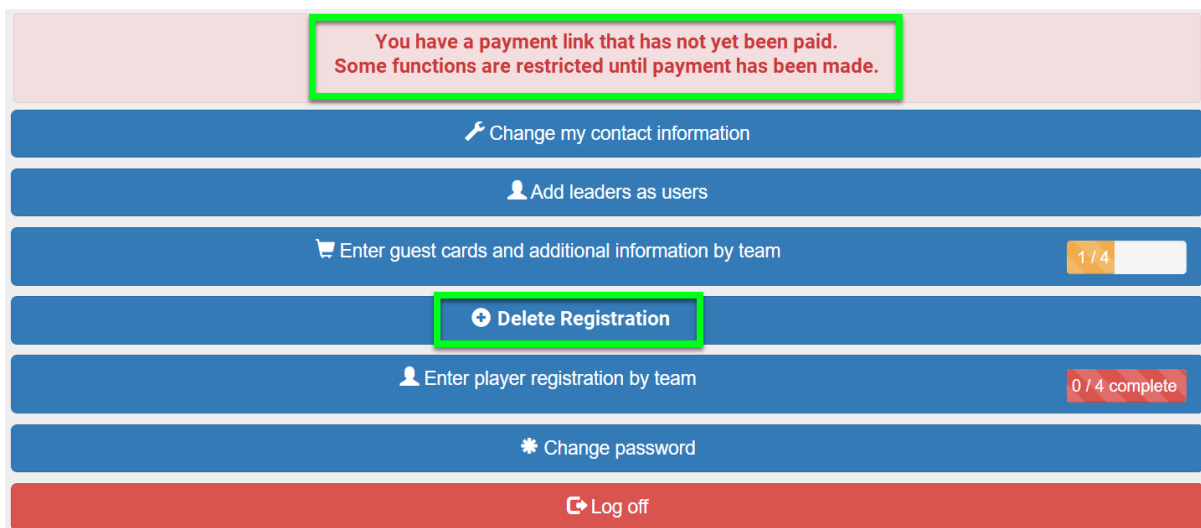 You have a payment link that has not yet been paid.
Some functions are restricted until payment has been made.
Change my contact information
Add leaders as users
Enter guest cards and additional information by team
1 / 4
Delete Registration
Enter player registration by team
0 / 4 complete
Change password
Log off